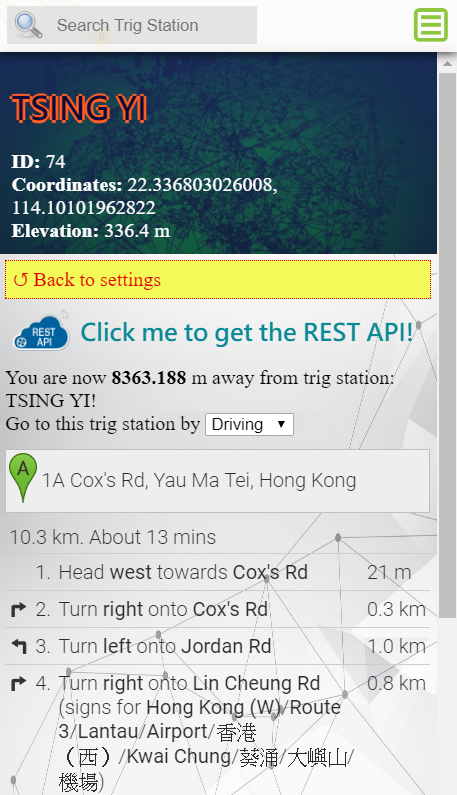 Search Trig Station
TSING YI
ID: 74
Coordinates: 22.336803026008,
114.10101962822
Elevation: 336.4 m
↺ Back to settings
REST
API
Click me to get the REST API!
You are now 8363.188 m away from trig station:
TSING YI!
Go to this trig station by Driving ▼
A
1A Cox's Rd, Yau Ma Tei, Hong Kong
10.3 km. About 13 mins
1. Head west towards Cox's Rd 21 m
2. Turn right onto Cox's Rd 0.3 km
3. Turn left onto Jordan Rd 1.0 km
4. Turn right onto Lin Cheung Rd 0.8 km
(signs for Hong Kong (W)/Route
3/Lantau/Airport/香港
（西）/Kwai Chung/葵涌/大嶼山/
機場)